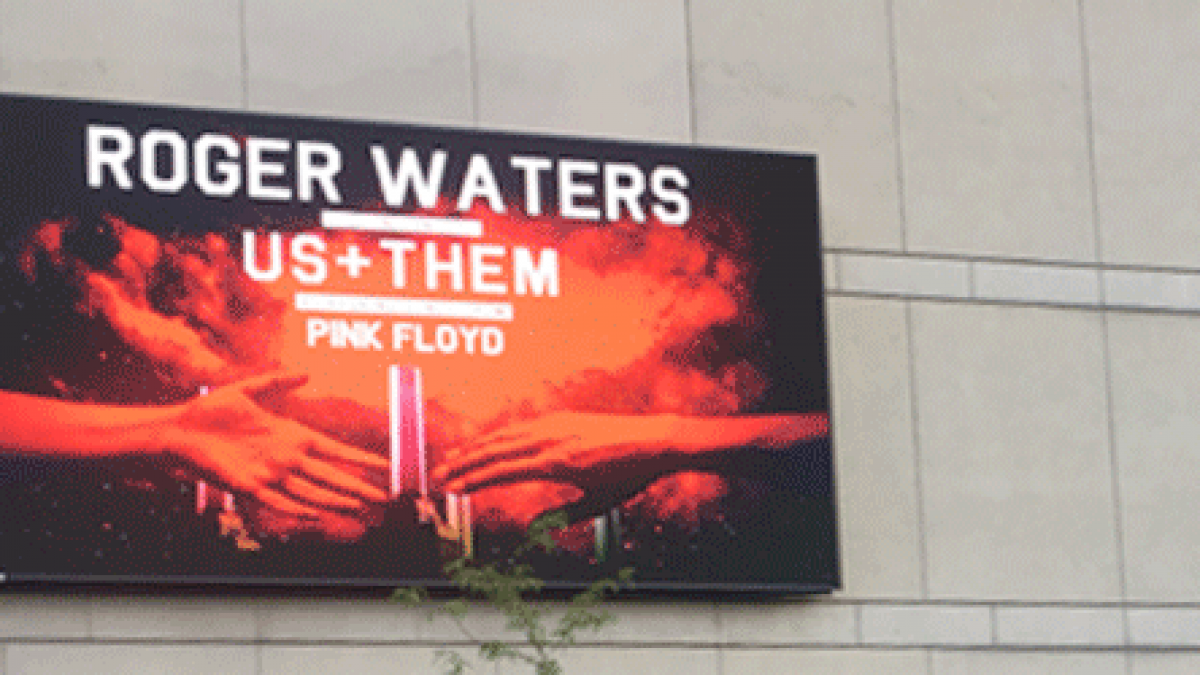 ROGER WATERS
US+THEM
PINK FLOYD